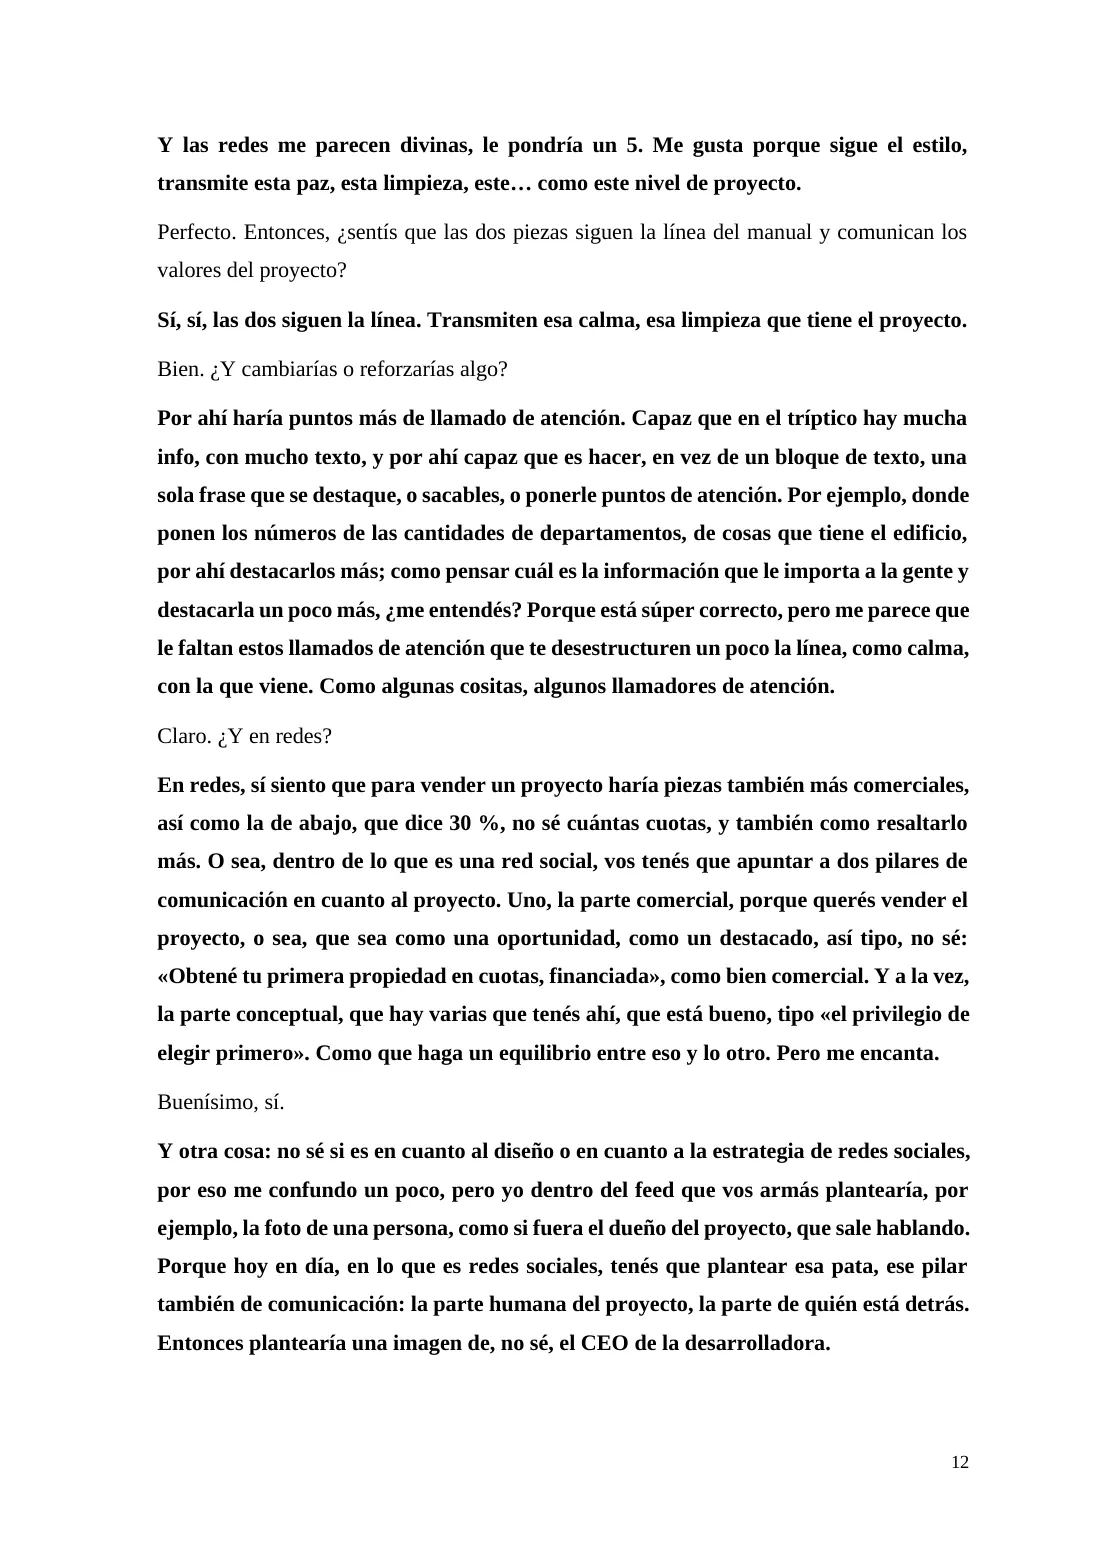 Y las redes me parecen divinas, le pondría un 5. Me gusta porque sigue el estilo,
transmite esta paz, esta limpieza, este… como este nivel de proyecto.
Perfecto. Entonces, ¿sentís que las dos piezas siguen la línea del manual y comunican los
valores del proyecto?
Sí, sí, las dos siguen la línea. Transmiten esa calma, esa limpieza que tiene el proyecto.
Bien. ¿Y cambiarías o reforzarías algo?
Por ahí haría puntos más de llamado de atención. Capaz que en el tríptico hay mucha
info, con mucho texto, y por ahí capaz que es hacer, en vez de un bloque de texto, una
sola frase que se destaque, o sacables, o ponerle puntos de atención. Por ejemplo, donde
ponen los números de las cantidades de departamentos, de cosas que tiene el edificio,
por ahí destacarlos más; como pensar cuál es la información que le importa a la gente y
destacarla un poco más, ¿me entendés? Porque está súper correcto, pero me parece que
le faltan estos llamados de atención que te desestructuren un poco la línea, como calma,
con la que viene. Como algunas cositas, algunos llamadores de atención.
Claro. ¿Y en redes?
En redes, sí siento que para vender un proyecto haría piezas también más comerciales,
así como la de abajo, que dice 30 %, no sé cuántas cuotas, y también como resaltarlo
más. O sea, dentro de lo que es una red social, vos tenés que apuntar a dos pilares de
comunicación en cuanto al proyecto. Uno, la parte comercial, porque querés vender el
proyecto, o sea, que sea como una oportunidad, como un destacado, así tipo, no sé:
«Obtené tu primera propiedad en cuotas, financiada», como bien comercial. Y a la vez,
la parte conceptual, que hay varias que tenés ahí, que está bueno, tipo «el privilegio de
elegir primero». Como que haga un equilibrio entre eso y lo otro. Pero me encanta.
Buenísimo, sí.
Y otra cosa: no sé si es en cuanto al diseño o en cuanto a la estrategia de redes sociales,
por eso me confundo un poco, pero yo dentro del feed que vos armás plantearía, por
ejemplo, la foto de una persona, como si fuera el dueño del proyecto, que sale hablando.
Porque hoy en día, en lo que es redes sociales, tenés que plantear esa pata, ese pilar
también de comunicación: la parte humana del proyecto, la parte de quién está detrás.
Entonces plantearía una imagen de, no sé, el CEO de la desarrolladora.
12